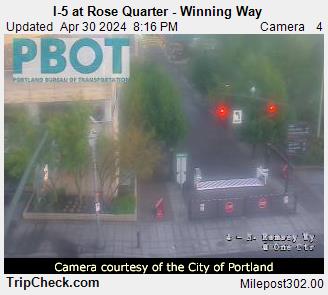 I-5 at Rose Quarter - Winning Way
Updated  Apr 30 2024  8:16 PM  Camera  4
PBOT
PORTLAND BUREAU OF TRANSPORTATION
Camera courtesy of the City of Portland
TripCheck.com  Milepost302.00